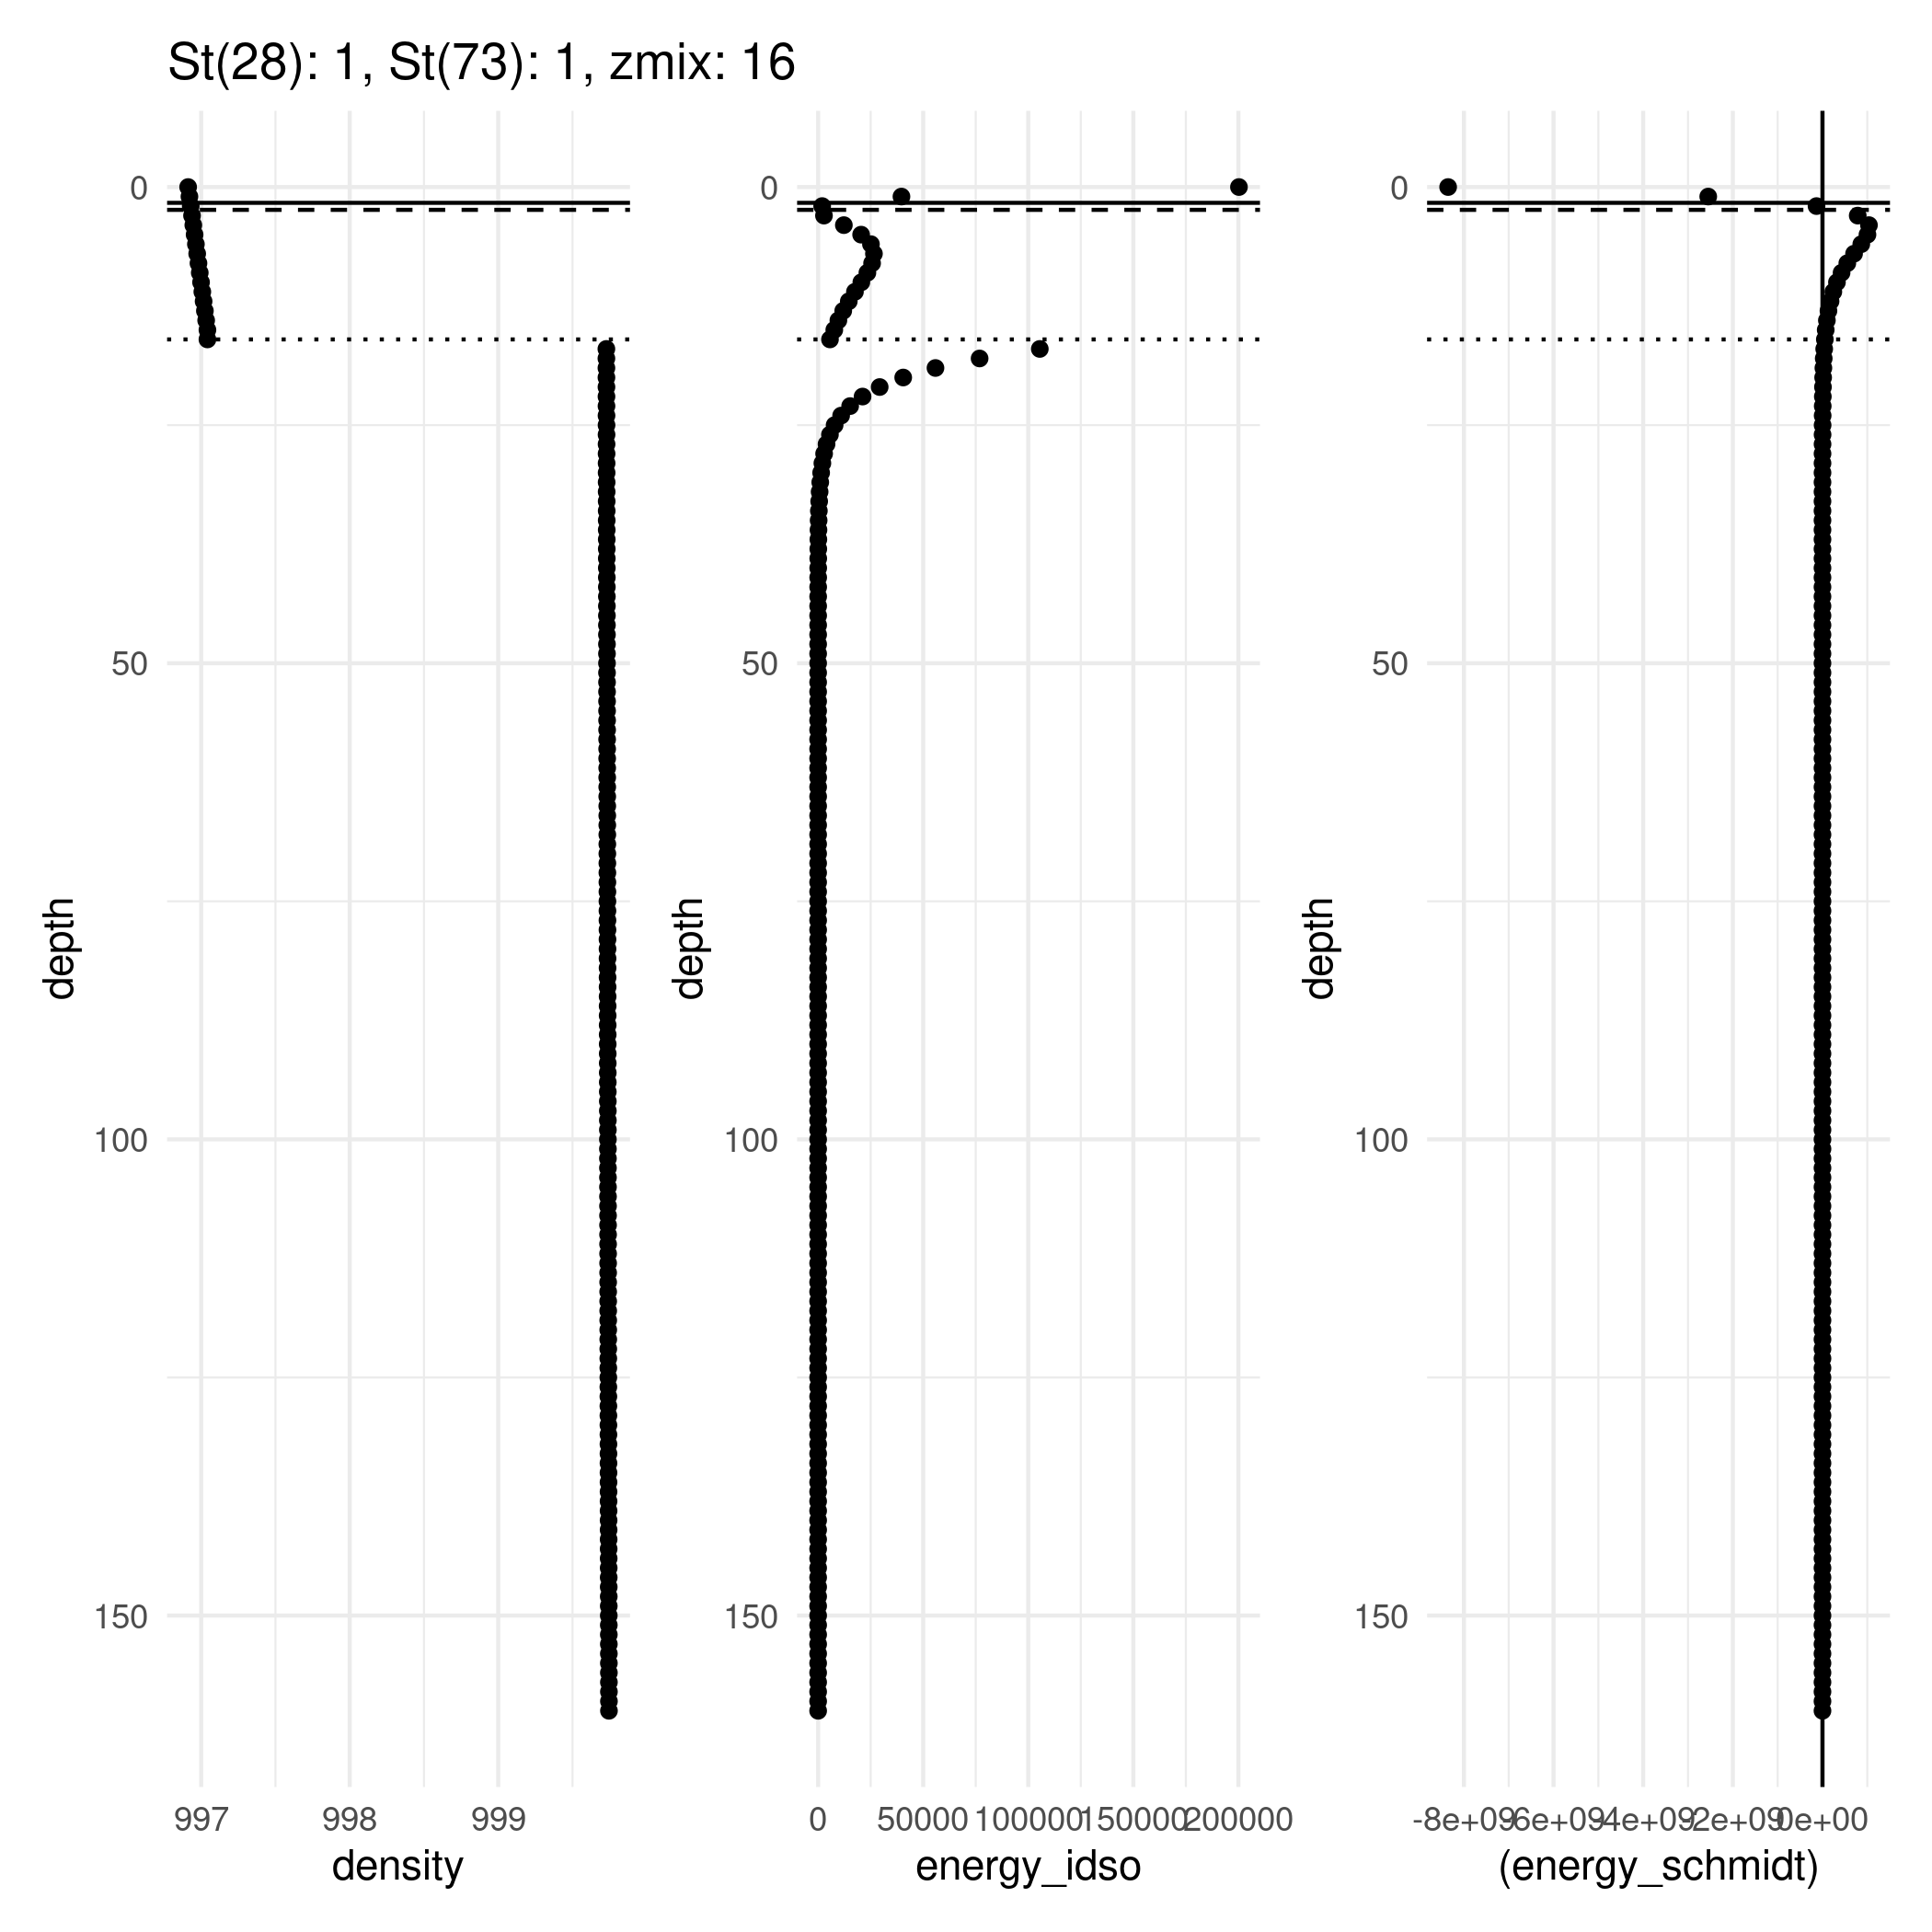 St(28): 1, St(73): 1, zmix: 16
depth
0
50
100
150
997 998 999
density
depth
0
50
100
150
0 50000 100000 150000 200000
energy_idso
depth
0
50
100
150
-8e+09 -6e+09 -4e+09 -2e+09 0e+00
(energy_schmidt)